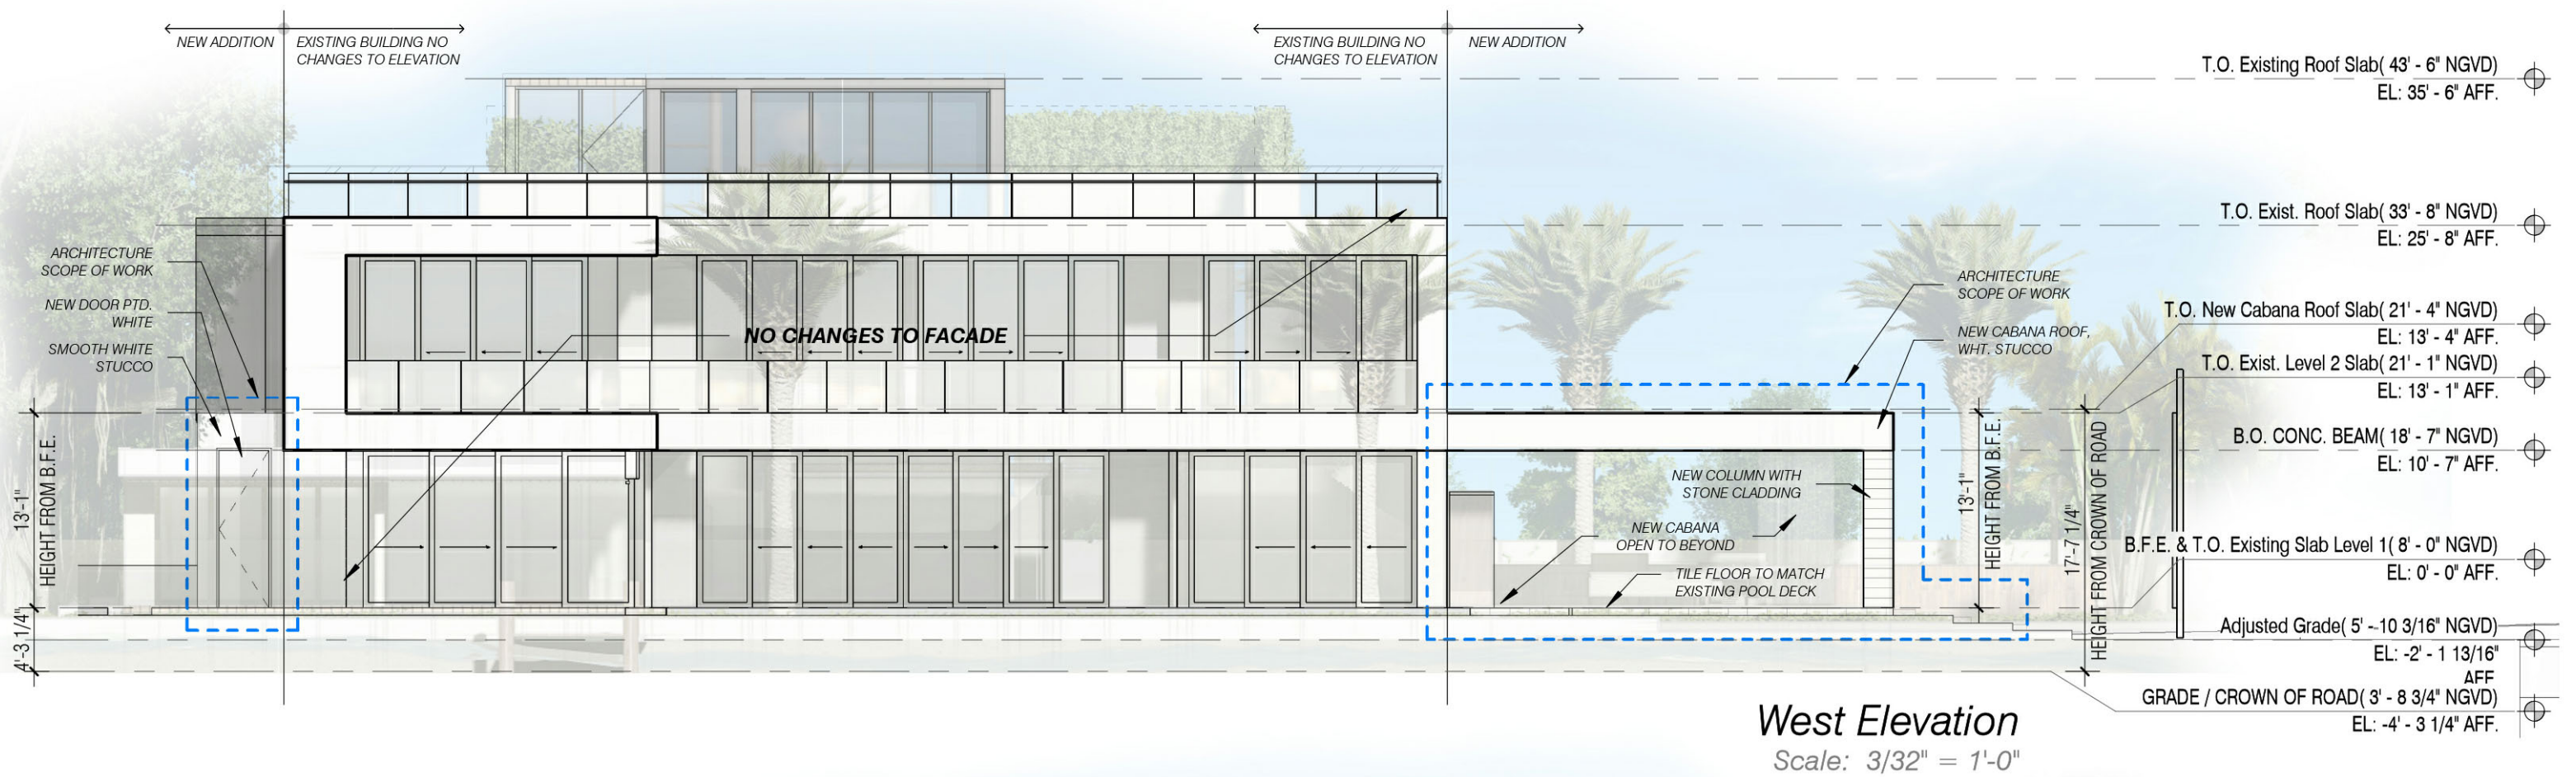 NEW ADDITION
EXISTING BUILDING NO
CHANGES TO ELEVATION
EXISTING BUILDING NO
CHANGES TO ELEVATION
NEW ADDITION
T.O. Existing Roof Slab( 43' - 6" NGVD)
EL: 35' - 6" AFF.
T.O. Exist. Roof Slab( 33' - 8" NGVD)
EL: 25' - 8" AFF.
ARCHITECTURE
SCOPE OF WORK
NEW DOOR PTD.
WHITE
SMOOTH WHITE
STUCCO
NO CHANGES TO FACADE
ARCHITECTURE
SCOPE OF WORK
NEW CABANA ROOF,
WHT. STUCCO
T.O. New Cabana Roof Slab( 21' - 4" NGVD)
EL: 13' - 4" AFF.
T.O. Exist. Level 2 Slab( 21' - 1" NGVD)
EL: 13' - 1" AFF.
B.O. CONC. BEAM( 18' - 7" NGVD)
EL: 10' - 7" AFF.
13'-1"
HEIGHT FROM B.F.E.
4'-3 1/4"
NEW COLUMN WITH
STONE CLADDING
NEW CABANA
OPEN TO BEYOND
TILE FLOOR TO MATCH
EXISTING POOL DECK
13'-1"
HEIGHT FROM B.F.E.
17'-7 1/4"
HEIGHT FROM CROWN OF ROAD
B.F.E. & T.O. Existing Slab Level 1( 8' - 0" NGVD)
EL: 0' - 0" AFF.
Adjusted Grade( 5' - 10 3/16" NGVD)
EL: -2' - 1 13/16"
AFF
GRADE / CROWN OF ROAD( 3' - 8 3/4" NGVD)
EL: -4' - 3 1/4" AFF.
West Elevation
Scale: 3/32" = 1'-0"